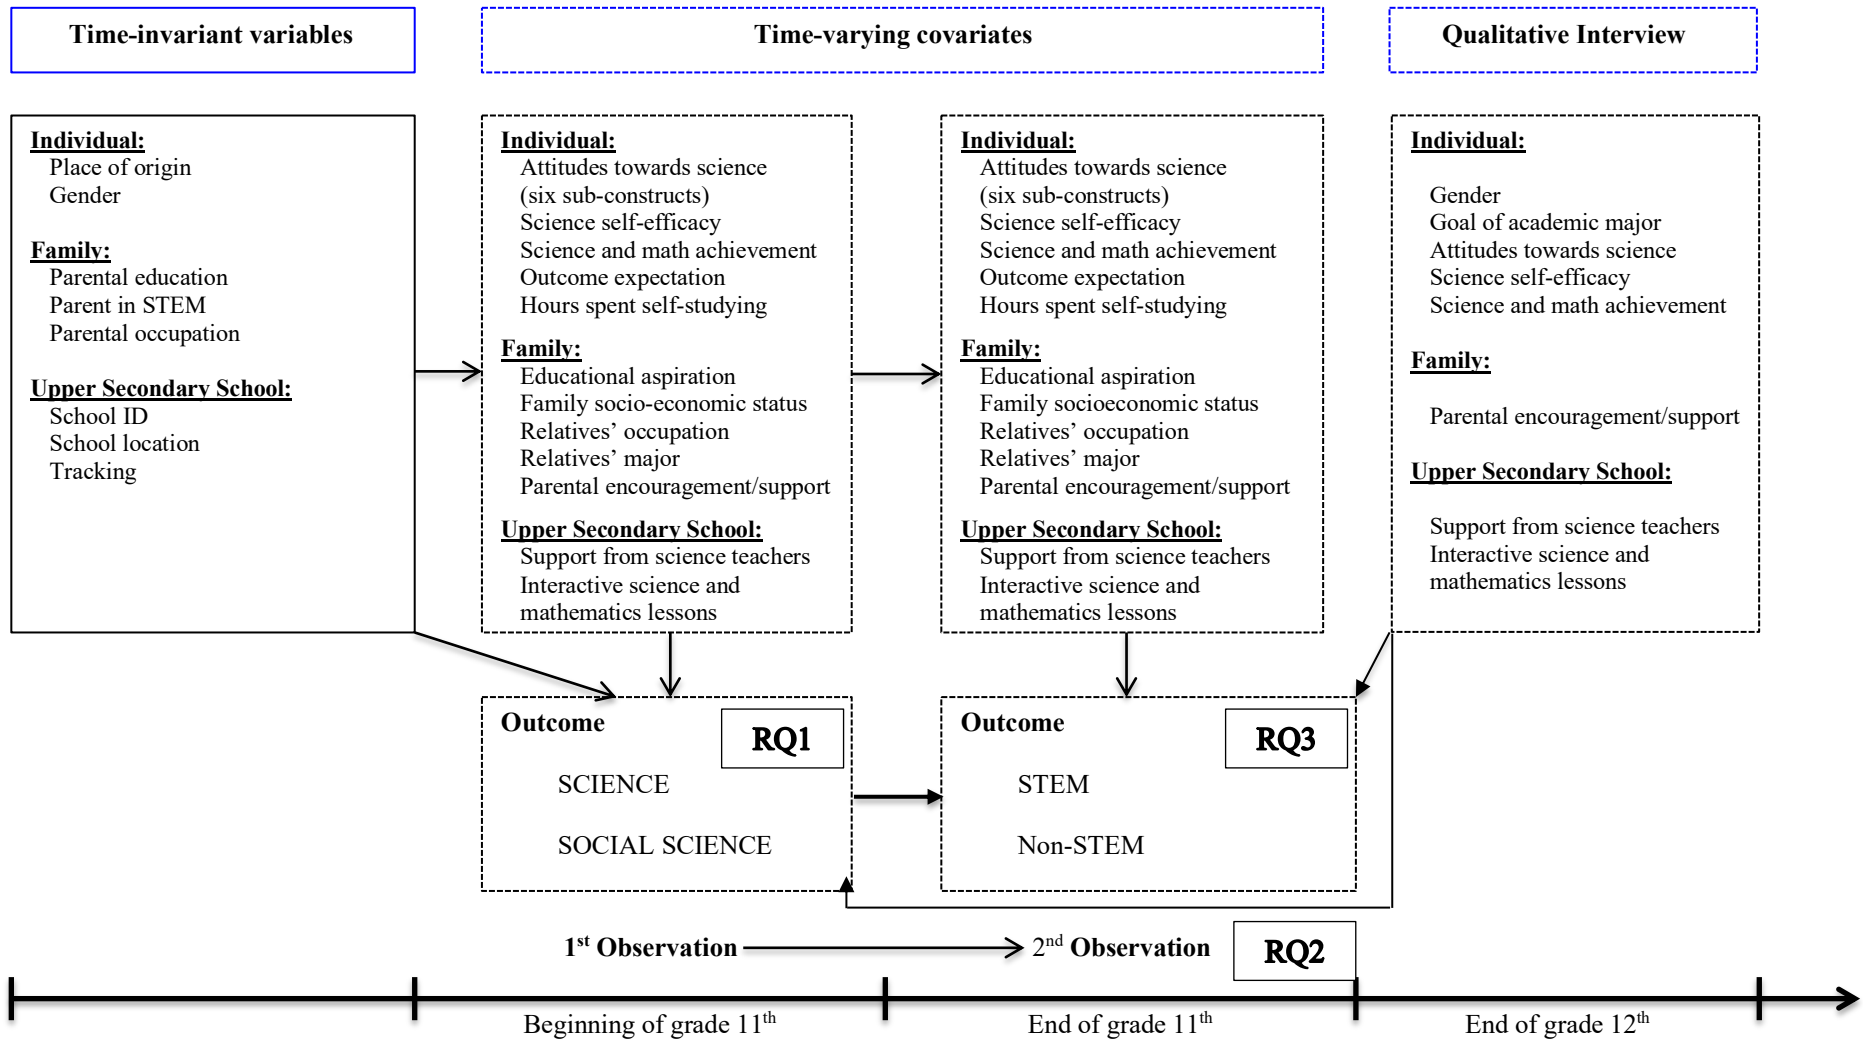 Time-invariant variables
Time-varying covariates
Qualitative Interview
Individual:
Place of origin
Gender
Family:
Parental education
Parent in STEM
Parental occupation
Upper Secondary School:
School ID
School location
Tracking
Individual:
Attitudes towards science
(six sub-constructs)
Science self-efficacy
Science and math achievement
Outcome expectation
Hours spent self-studying
Family:
Educational aspiration
Family socio-economic status
Relatives’ occupation
Relatives’ major
Parental encouragement/support
Upper Secondary School:
Support from science teachers
Interactive science and
mathematics lessons
Individual:
Attitudes towards science
(six sub-constructs)
Science self-efficacy
Science and math achievement
Outcome expectation
Hours spent self-studying
Family:
Educational aspiration
Family socioeconomic status
Relatives’ occupation
Relatives’ major
Parental encouragement/support
Upper Secondary School:
Support from science teachers
Interactive science and
mathematics lessons
Individual:
Gender
Goal of academic major
Attitudes towards science
Science self-efficacy
Science and math achievement
Family:
Parental encouragement/support
Upper Secondary School:
Support from science teachers
Interactive science and
mathematics lessons
Outcome
RQ1
SCIENCE
SOCIAL SCIENCE
Outcome
RQ3
STEM
Non-STEM
1st Observation
2nd Observation
RQ2
Beginning of grade 11th
End of grade 11th
End of grade 12th